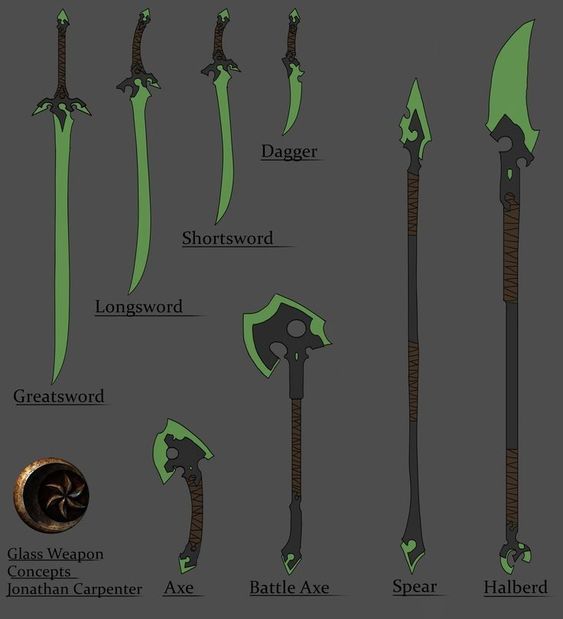 Dagger
Shortsword
Longsword
Greatsword
Glass Weapon
Concepts
Jonathan Carpenter
Axe
Battle Axe
Spear
Halberd